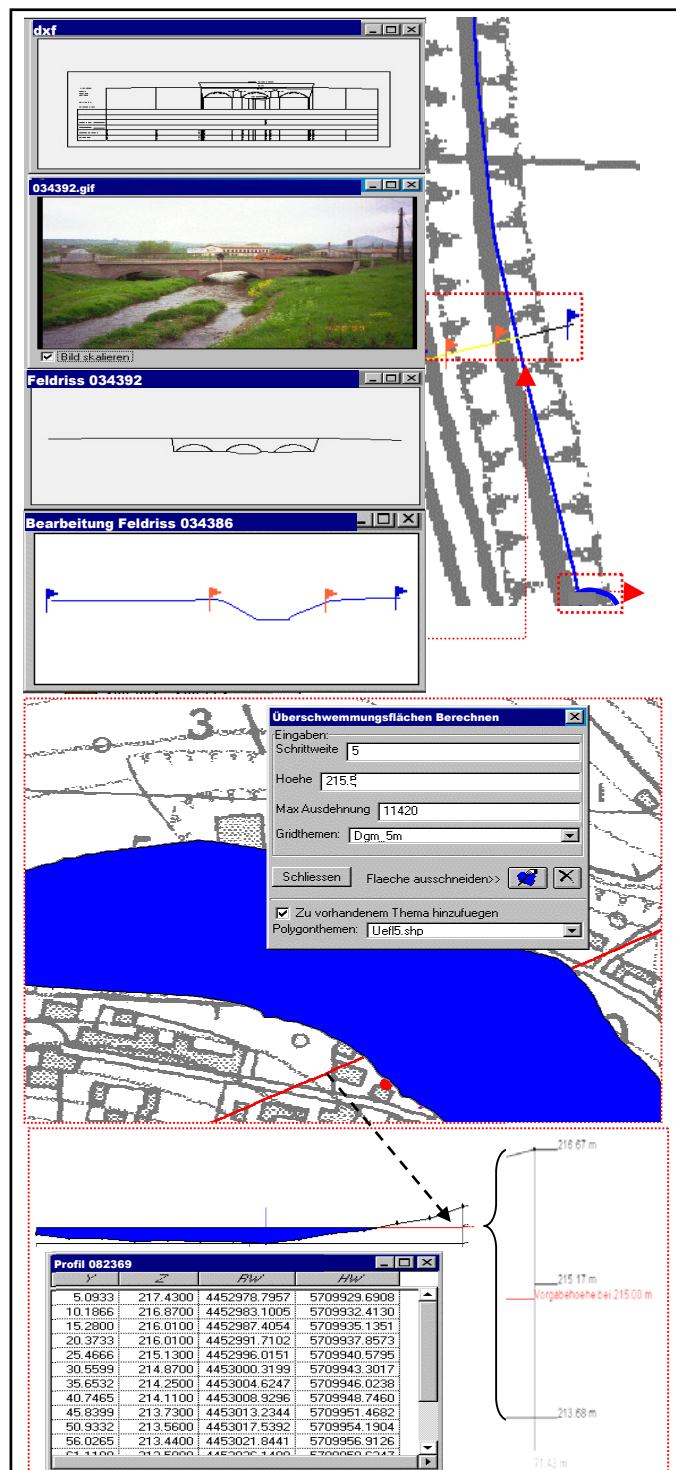 dxf
034392.gif
Bild skalieren
Feldriss 034392
Bearbeitung Feldriss 034386
3
Überschwemmungsflächen Berechnen
Eingaben:
Schrittweite 5
Hoehe 215.5
Max Ausdehnung 11420
Gridthemen: Dgm_5m
Schliessen Flaeche ausschneiden>>
Zu vorhandenem Thema hinzufuegen
Polygonthemen: Uefl5.shp
216.67 m
215.17 m
Vorgabehoehe bei 215.00 m
213.68 m
71.43 m
Profil 082369
Y Z RW HW
5.0933 217.4300 4452978.7957 5709929.6908
10.1866 216.8700 4452983.1005 5709932.4130
15.2800 216.0100 4452987.4054 5709935.1351
20.3733 216.0100 4452991.7102 5709937.8573
25.4666 215.1300 4452996.0151 5709940.5795
30.5599 214.8700 4453000.3199 5709943.3017
35.6532 214.2500 4453004.6247 5709946.0238
40.7465 214.1100 4453008.9296 5709948.7460
45.8399 213.7300 4453013.2344 5709951.4682
50.9332 213.5600 4453017.5392 5709954.1904
56.0265 213.4400 4453021.8441 5709956.9126